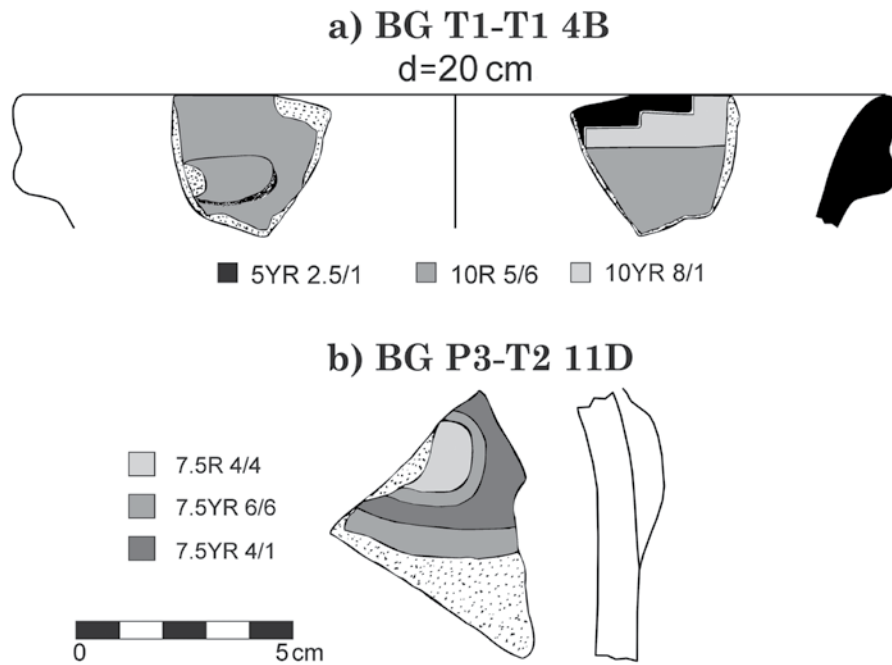 a) BG T1-T1 4B
d=20 cm
5YR 2.5/1 10R 5/6 10YR 8/1
b) BG P3-T2 11D
7.5R 4/4
7.5YR 6/6
7.5YR 4/1
0 5 cm